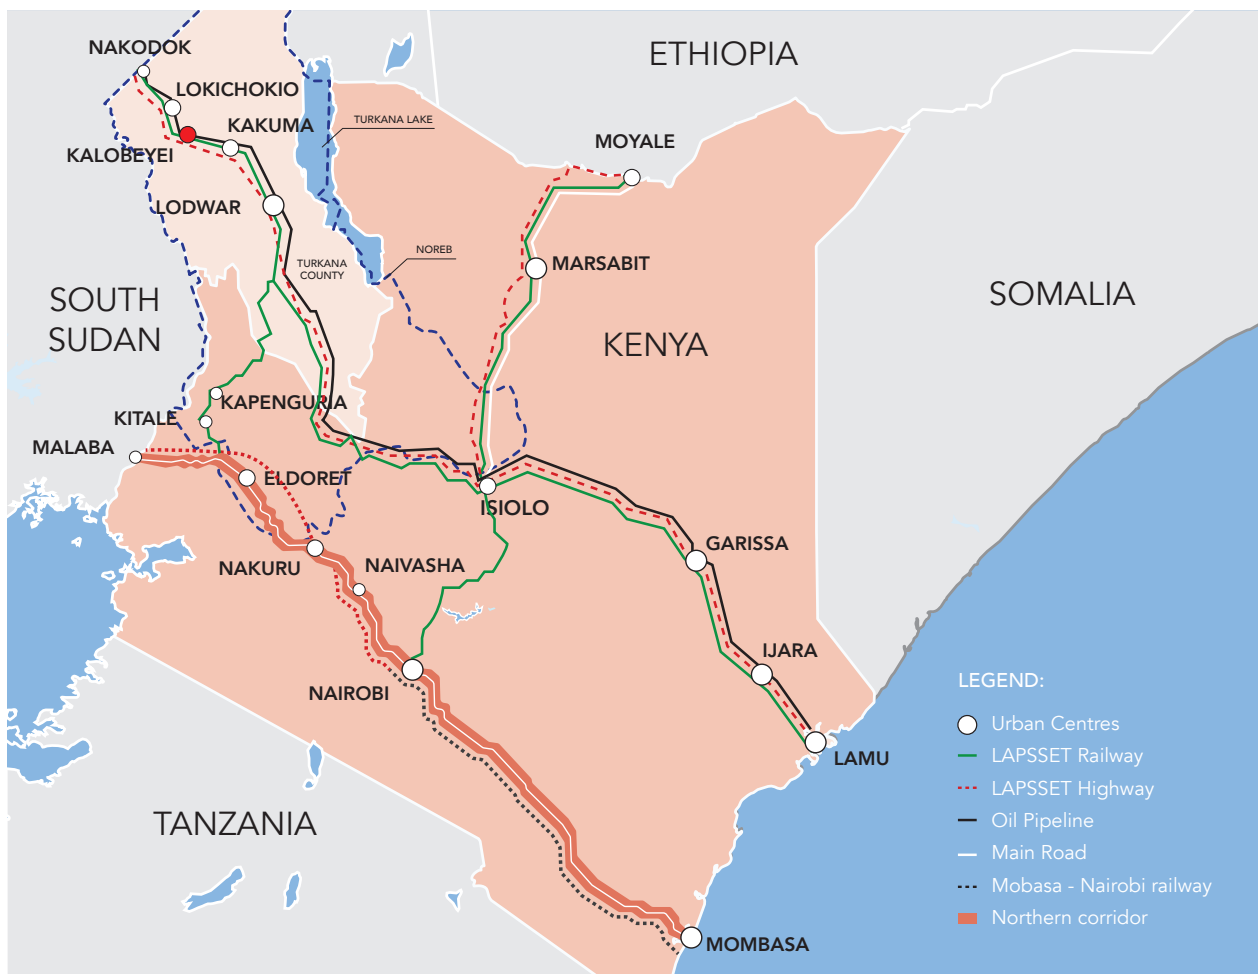 NAKODOK
ETHIOPIA
LOKICHOKIO
TURKANA LAKE
KAKUMA
MOYALE
KALOBEYEI
LODWAR
NOREB
TURKANA
COUNTY
MARSABIT
SOUTH
SUDAN
SOMALIA
KENYA
KAPENGURIA
KITALE
MALABA
ELDORET
ISIOLO
GARISSA
NAKURU
NAIVASHA
IJARA
NAIROBI
LAMU
TANZANIA
MOMBASA
LEGEND:
Urban Centres
LAPSSET Railway
LAPSSET Highway
Oil Pipeline
Main Road
Mobasa - Nairobi railway
Northern corridor